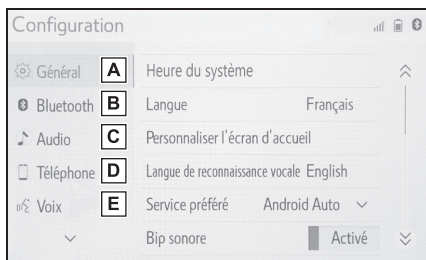 Configuration
Général A Heure du système
Bluetooth B Langue Français
Audio C Personnaliser l'écran d'accueil
Téléphone D Langue de reconnaissance vocale English
Voix E Service préféré Android Auto
Bip sonore Activé